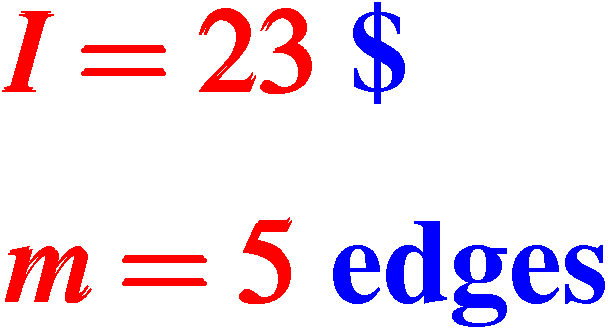 I = 23 $
m = 5 edges